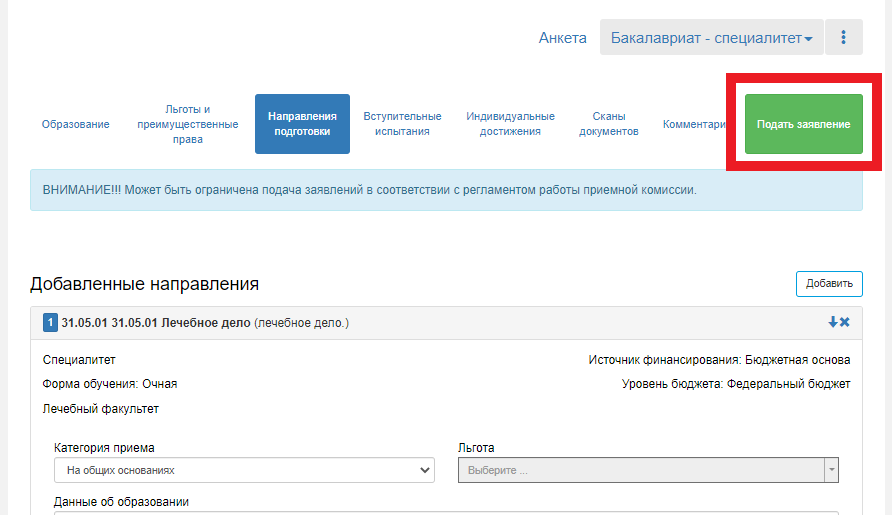 Анкета
Бакалавриат - специалитет
Образование
Льготы и
преимущественные
права
Направления
подготовки
Вступительные
испытания
Индивидуальные
достижения
Сканы
документов
Комментари
Подать заявление
ВНИМАНИЕ!!! Может быть ограничена подача заявлений в соответствии с регламентом работы приемной комиссии.
Добавленные направления
Добавить
1 31.05.01 31.05.01 Лечебное дело (лечебное дело.)
Специалитет
Источник финансирования: Бюджетная основа
Форма обучения: Очная
Уровень бюджета: Федеральный бюджет
Лечебный факультет
Категория приема
Льгота
На общих основаниях
Выберите ...
Данные об образовании